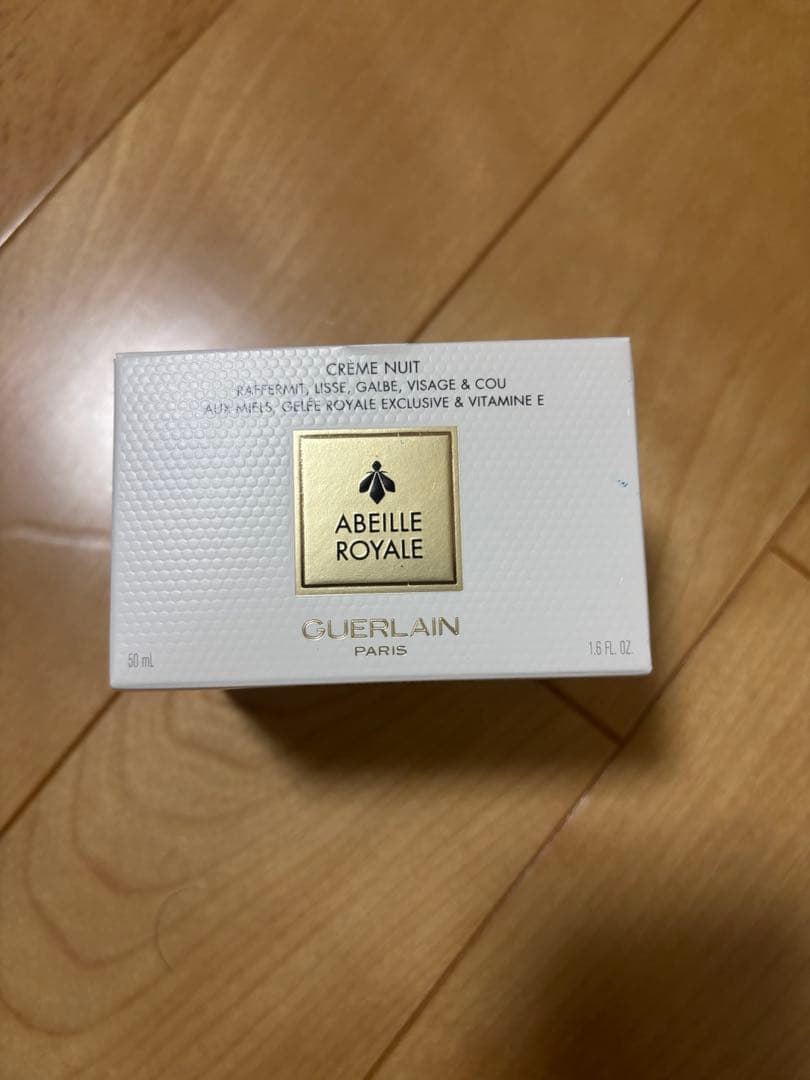 CRÈME NUIT
RAFFERMIT, LISSE, GALBE, VISAGE & COU
AUX MIELS, GELÉE ROYALE EXCLUSIVE & VITAMINE E
ABEILLE
ROYALE
GUERLAIN
PARIS
50 mL 1.6 FL. OZ.